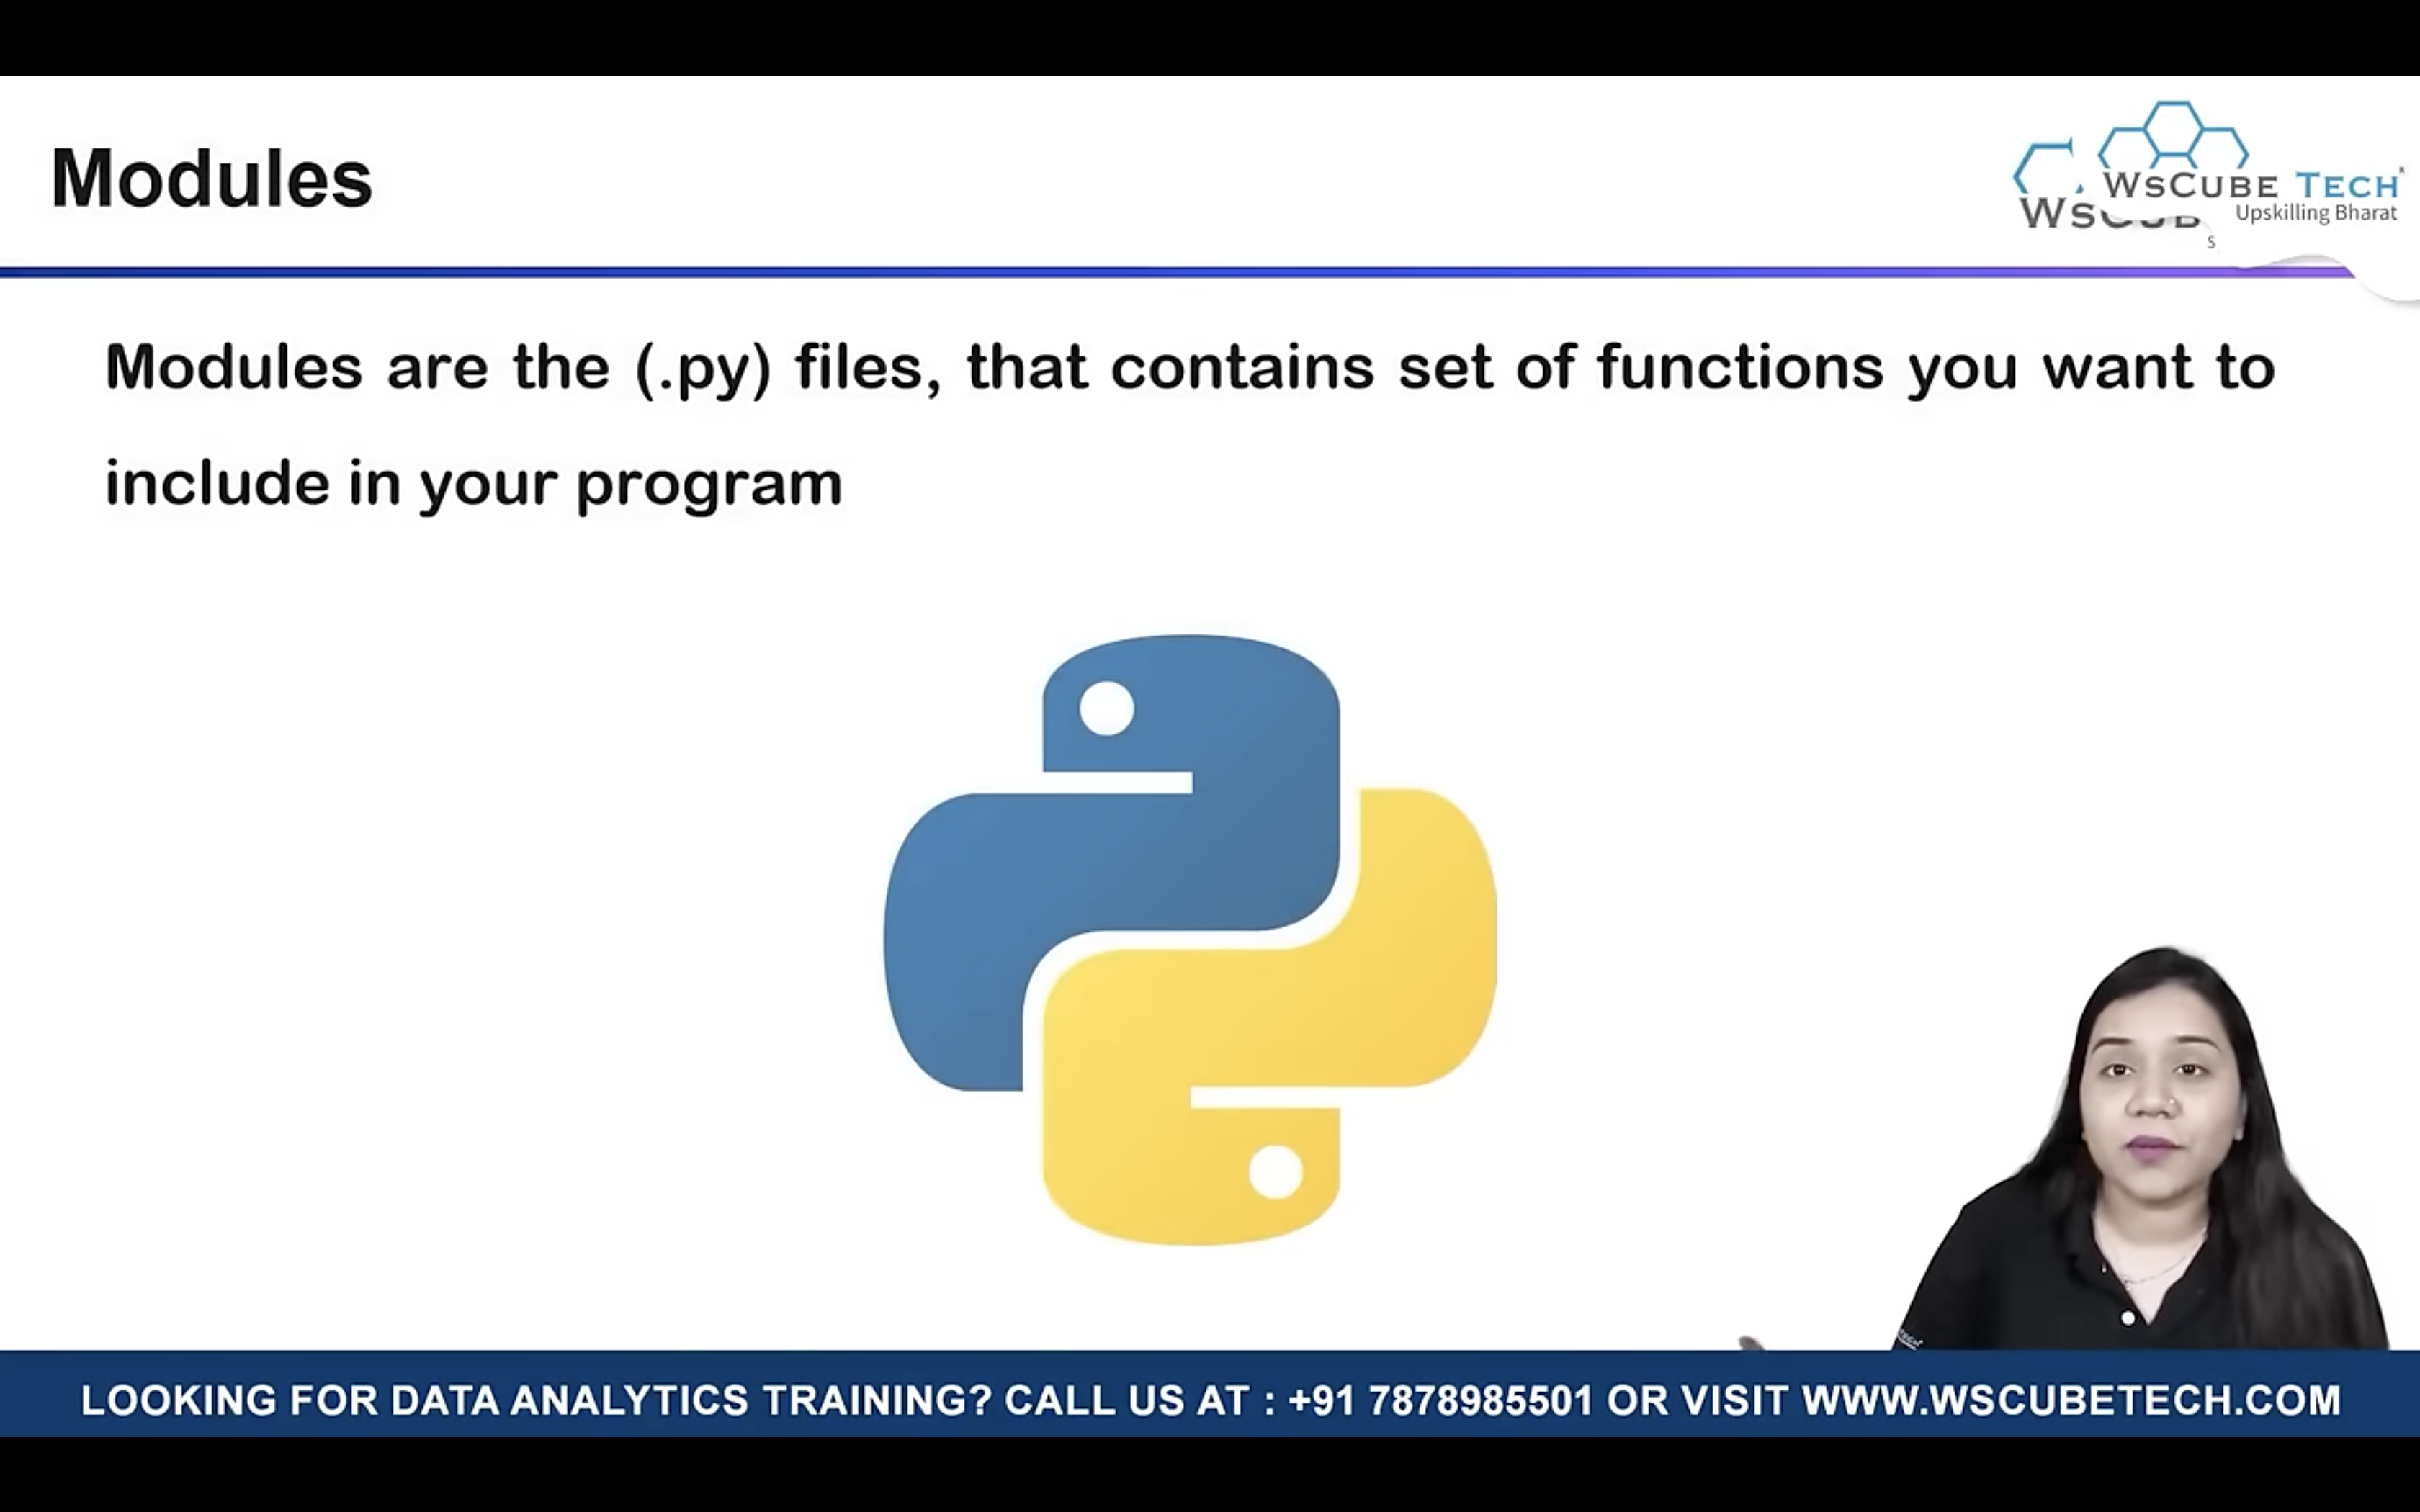 Modules
WSCUBE TECH
Upskilling Bharat
WSCUB
S
Modules are the (.py) files, that contains set of functions you want to
include in your program
LOOKING FOR DATA ANALYTICS TRAINING? CALL US AT : +91 7878985501 OR VISIT WWW.WSCUBETECH.COM